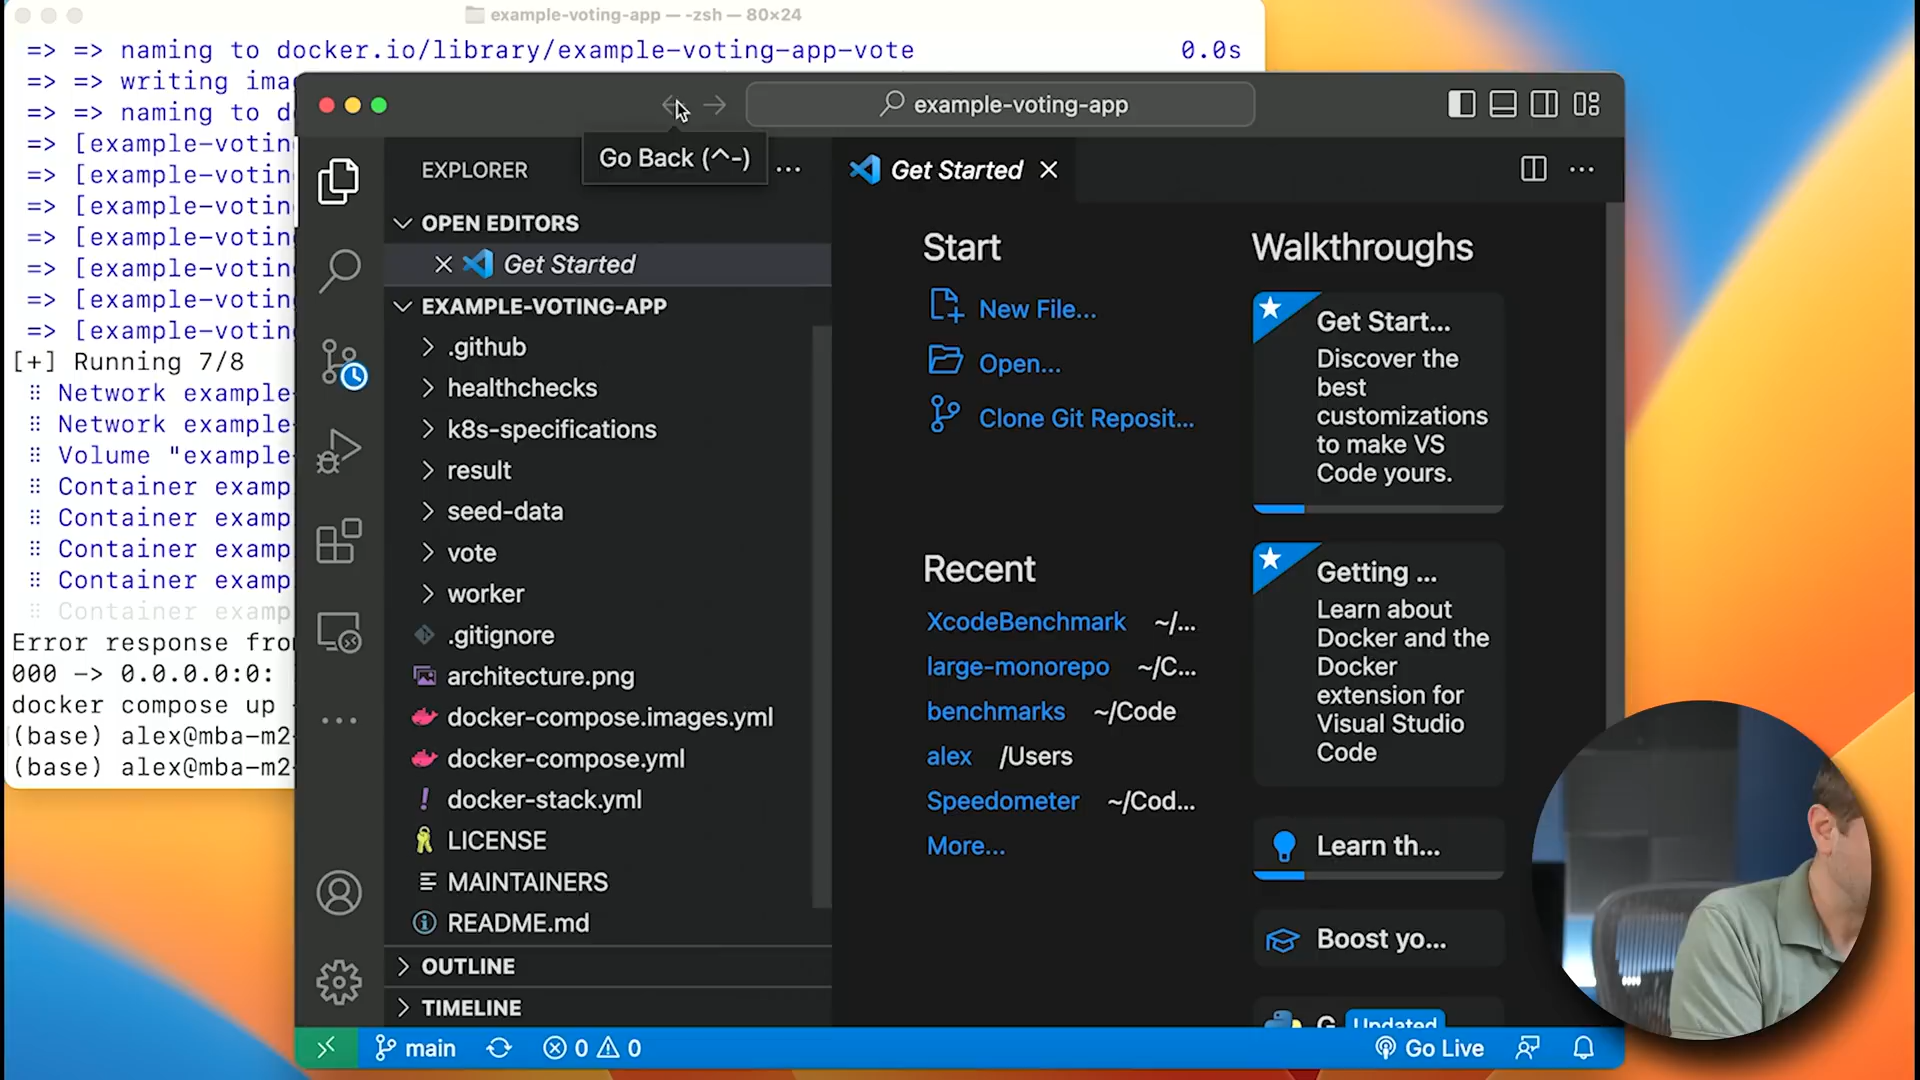 example-voting-app — -zsh — 80×24
=> => naming to docker.io/library/example-voting-app-vote 0.0s
=> => writing imag
=> => naming to d
=> [example-votin
=> [example-votin
=> [example-votin
=> [example-votin
=> [example-votin
=> [example-votin
=> [example-votin
[+] Running 7/8
⠿ Network example-
⠿ Network example-
⠿ Volume "example-
⠿ Container examp
⠿ Container examp
⠿ Container examp
⠿ Container examp
⠿ Container examp
Error response from
000 -> 0.0.0.0:0:
docker compose up
(base) alex@mba-m2-
(base) alex@mba-m2-
example-voting-app
Go Back (^-)
EXPLORER
OPEN EDITORS
Get Started
EXAMPLE-VOTING-APP
.github
healthchecks
k8s-specifications
result
seed-data
vote
worker
.gitignore
architecture.png
docker-compose.images.yml
docker-compose.yml
docker-stack.yml
LICENSE
MAINTAINERS
README.md
OUTLINE
TIMELINE
Get Started
Start
New File...
Open...
Clone Git Reposit...
Recent
XcodeBenchmark ~/...
large-monorepo ~/C...
benchmarks ~/Code
alex /Users
Speedometer ~/Cod...
More...
Walkthroughs
Get Start...
Discover the
best
customizations
to make VS
Code yours.
Getting ...
Learn about
Docker and the
Docker
extension for
Visual Studio
Code
Learn th...
Boost yo...
G Updated
main
0 0
Go Live